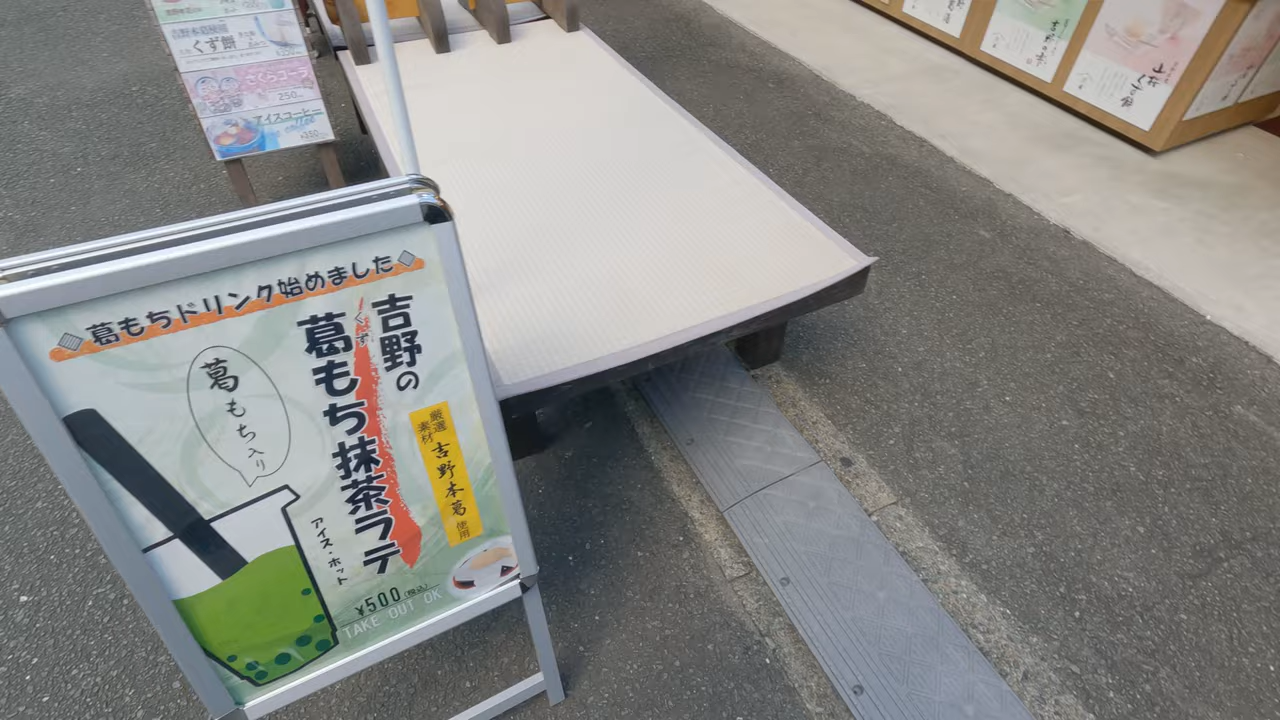 くず餅
さくらコーラ
250
アイスコーヒー
¥350
葛もちドリンク始めました
吉野の
葛もち抹茶ラテ
くず
葛もち入り
厳選素材
吉野本葛
使用
アイス・ホット
¥500(税込)
TAKE OUT OK